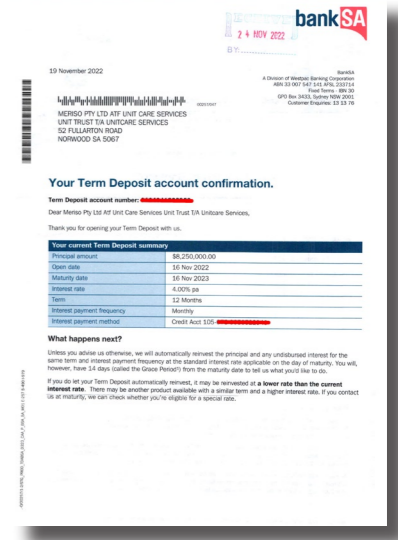 bankSA
24 NOV 2022
BY:
19 November 2022
BankSA
A Division of Westpac Banking Corporation
ABN 33 007 457 141 AFSL 233714
Fixed Terms - IBN 30
GPO Box 3433, Sydney NSW 2001
Customer Enquiries: 13 13 76
MERISO PTY LTD ATF UNIT CARE SERVICES
UNIT TRUST T/A UNITCARE SERVICES
52 FULLARTON ROAD
NORWOOD SA 5067
Your Term Deposit account confirmation.
Term Deposit account number:
Dear Meriso Pty Ltd Atf Unit Care Services Unit Trust T/A Unitcare Services,
Thank you for opening your Term Deposit with us.
Your current Term Deposit summary
Principal amount $8,250,000.00
Open date 16 Nov 2022
Maturity date 16 Nov 2023
Interest rate 4.00% pa
Term 12 Months
Interest payment frequency Monthly
Interest payment method Credit Acct 105-
What happens next?
Unless you advise us otherwise, we will automatically reinvest the principal and any undisbursed interest for the
same term and interest payment frequency at the standard interest rate applicable on the day of maturity. You will,
however, have 14 days (called the Grace Period¹) from the maturity date to tell us what you'd like to do.
If you do let your Term Deposit automatically reinvest, it may be reinvested at a lower rate than the current
interest rate. There may be another product available with a similar term and a higher interest rate. If you contact
us at maturity, we can check whether you're eligible for a special rate.